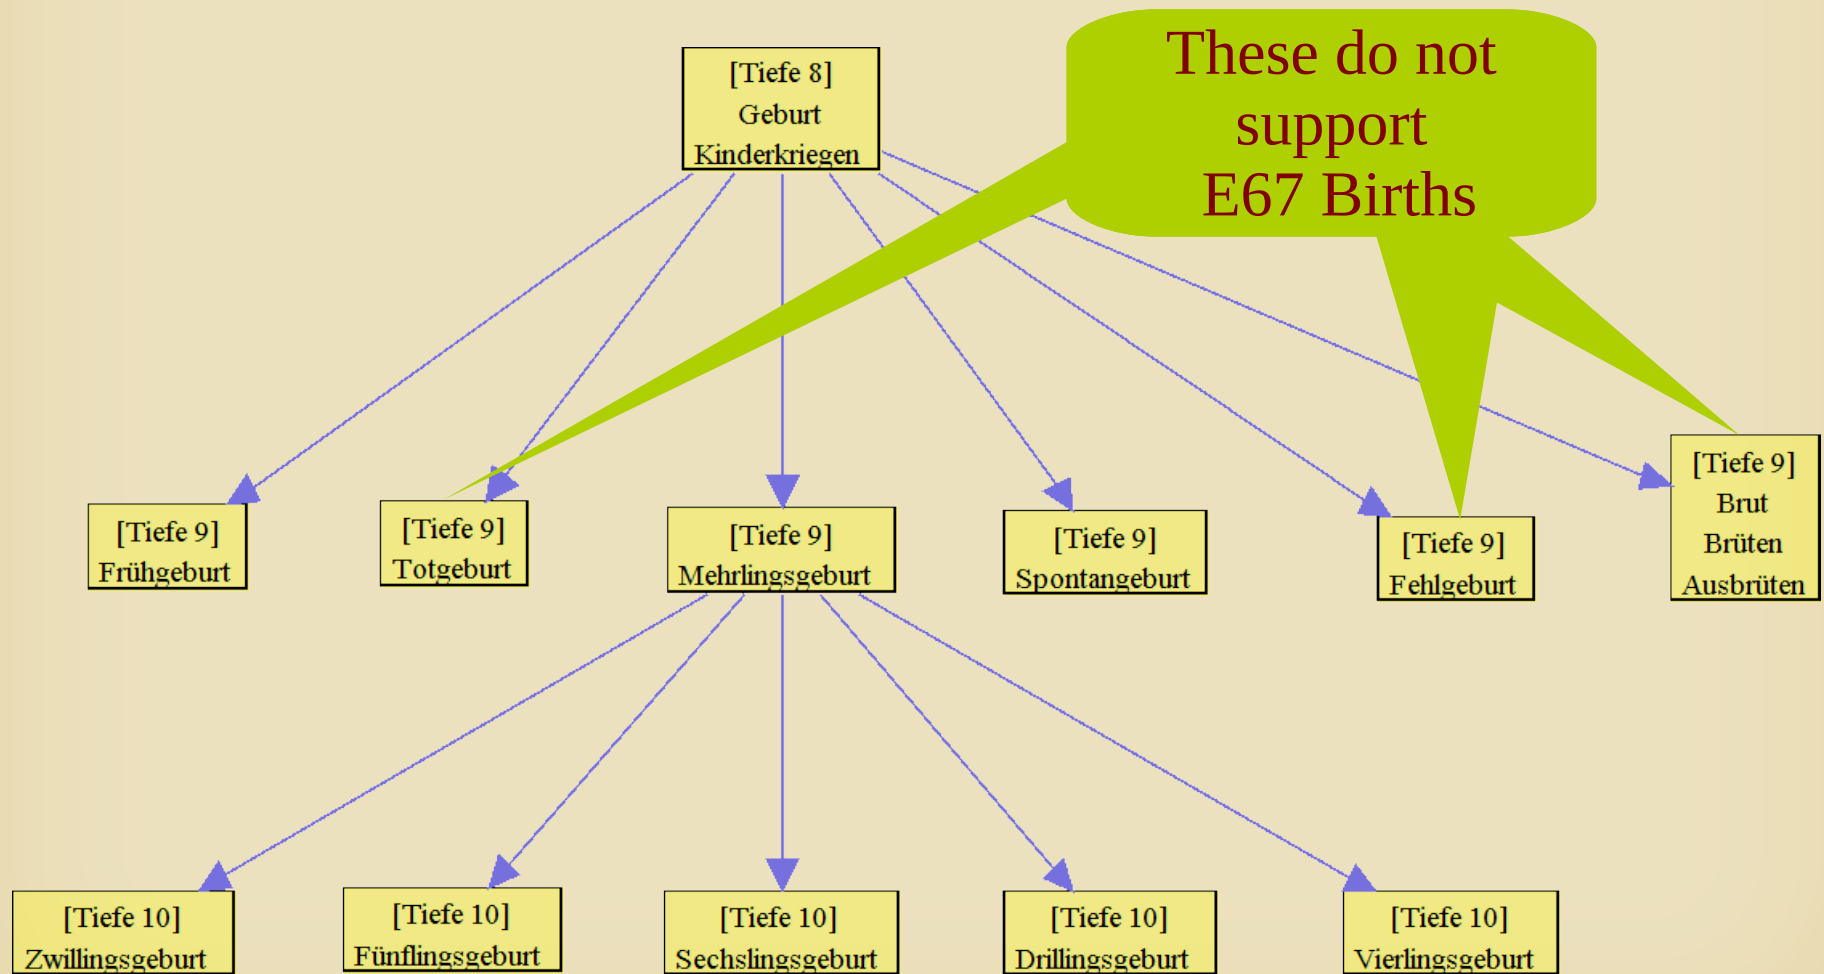 These do not
support
E67 Births
[Tiefe 8]
Geburt
Kinderkriegen
[Tiefe 9]
Frühgeburt
[Tiefe 9]
Totgeburt
[Tiefe 9]
Mehrlingsgeburt
[Tiefe 9]
Spontangeburt
[Tiefe 9]
Fehlgeburt
[Tiefe 9]
Brut
Brüten
Ausbrüten
[Tiefe 10]
Zwillingsgeburt
[Tiefe 10]
Fünflingsgeburt
[Tiefe 10]
Sechslingsgeburt
[Tiefe 10]
Drillingsgeburt
[Tiefe 10]
Vierlingsgeburt